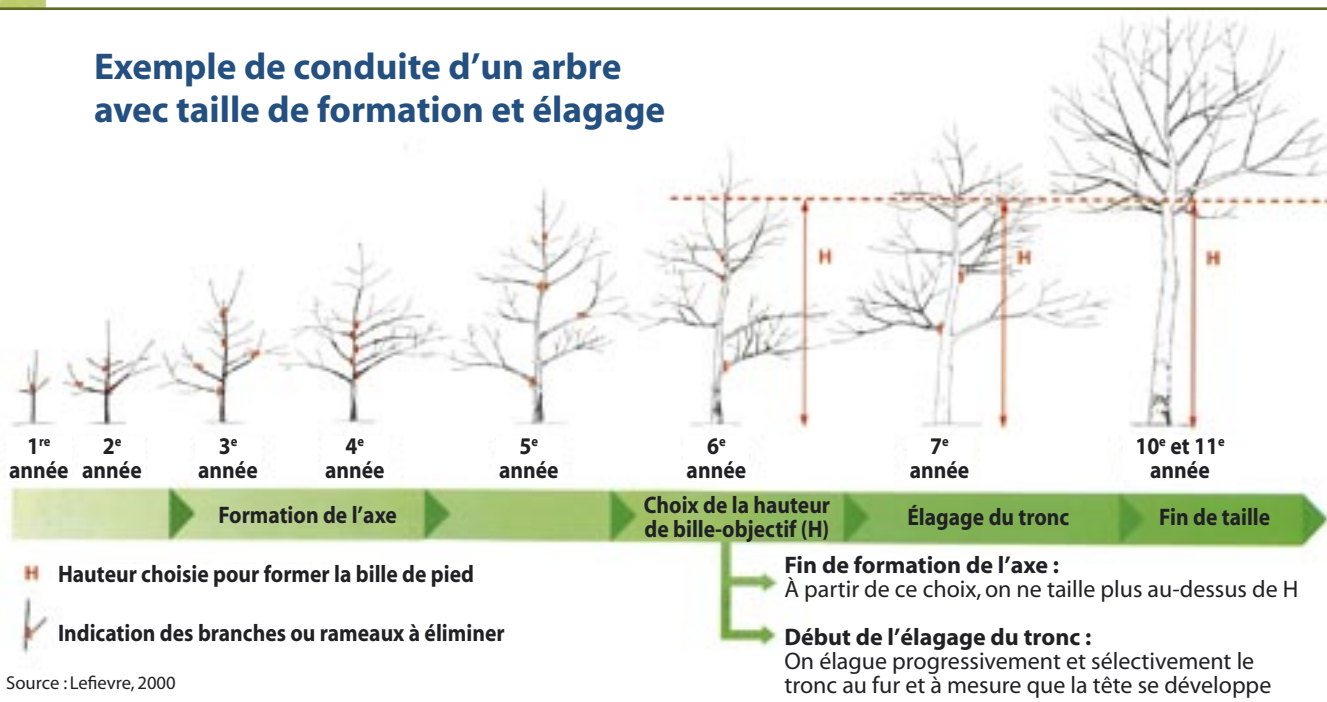 Exemple de conduite d'un arbre
avec taille de formation et élagage
H
H
H
1re
année
2e
année
3e
année
4e
année
5e
année
6e
année
7e
année
10e et 11e
année
Formation de l'axe
Choix de la hauteur
de bille-objectif (H)
Élagage du tronc
Fin de taille
H Hauteur choisie pour former la bille de pied
Indication des branches ou rameaux à éliminer
Source : Lefievre, 2000
Fin de formation de l'axe :
À partir de ce choix, on ne taille plus au-dessus de H
Début de l'élagage du tronc :
On élague progressivement et sélectivement le
tronc au fur et à mesure que la tête se développe